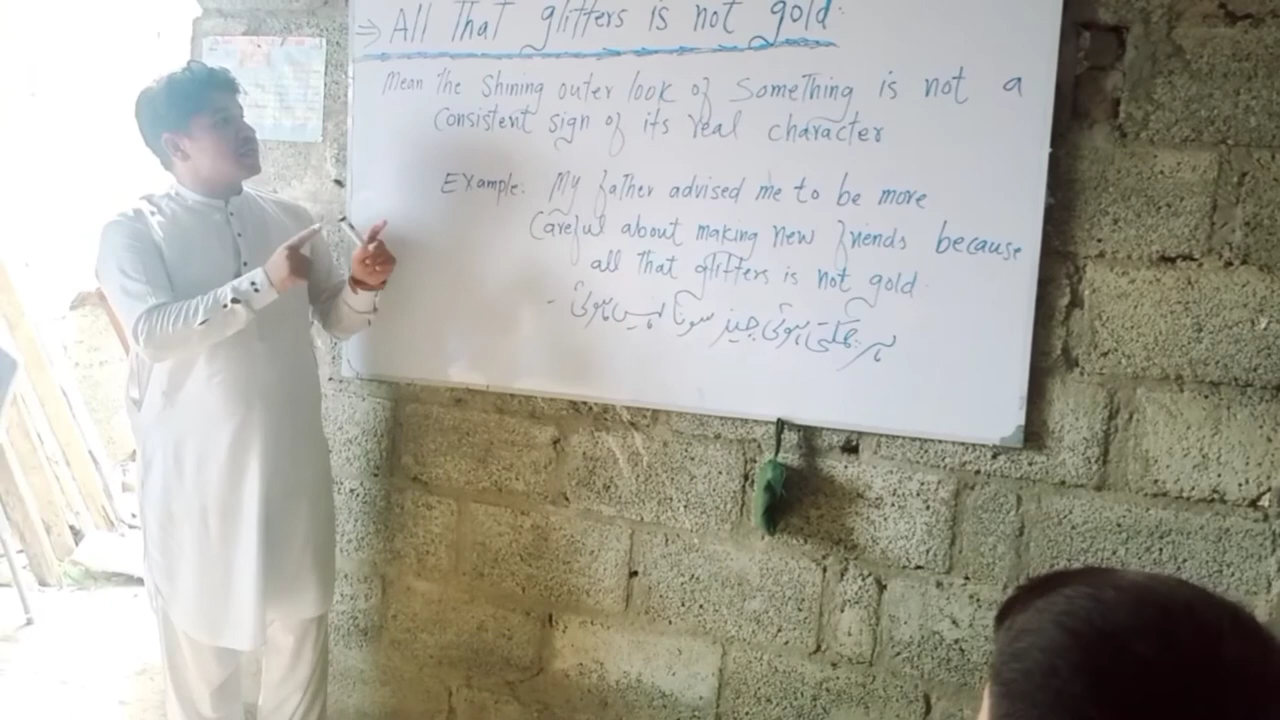 ⇒ All That glitters is not gold.
Mean the Shining outer look of Something is not a
Consistent sign of its real character
Example: My father advised me to be more
Careful about making new friends because
all That glitters is not gold.
ہر چمکتی ہوئی چیز سونا نہیں ہوتی ۔